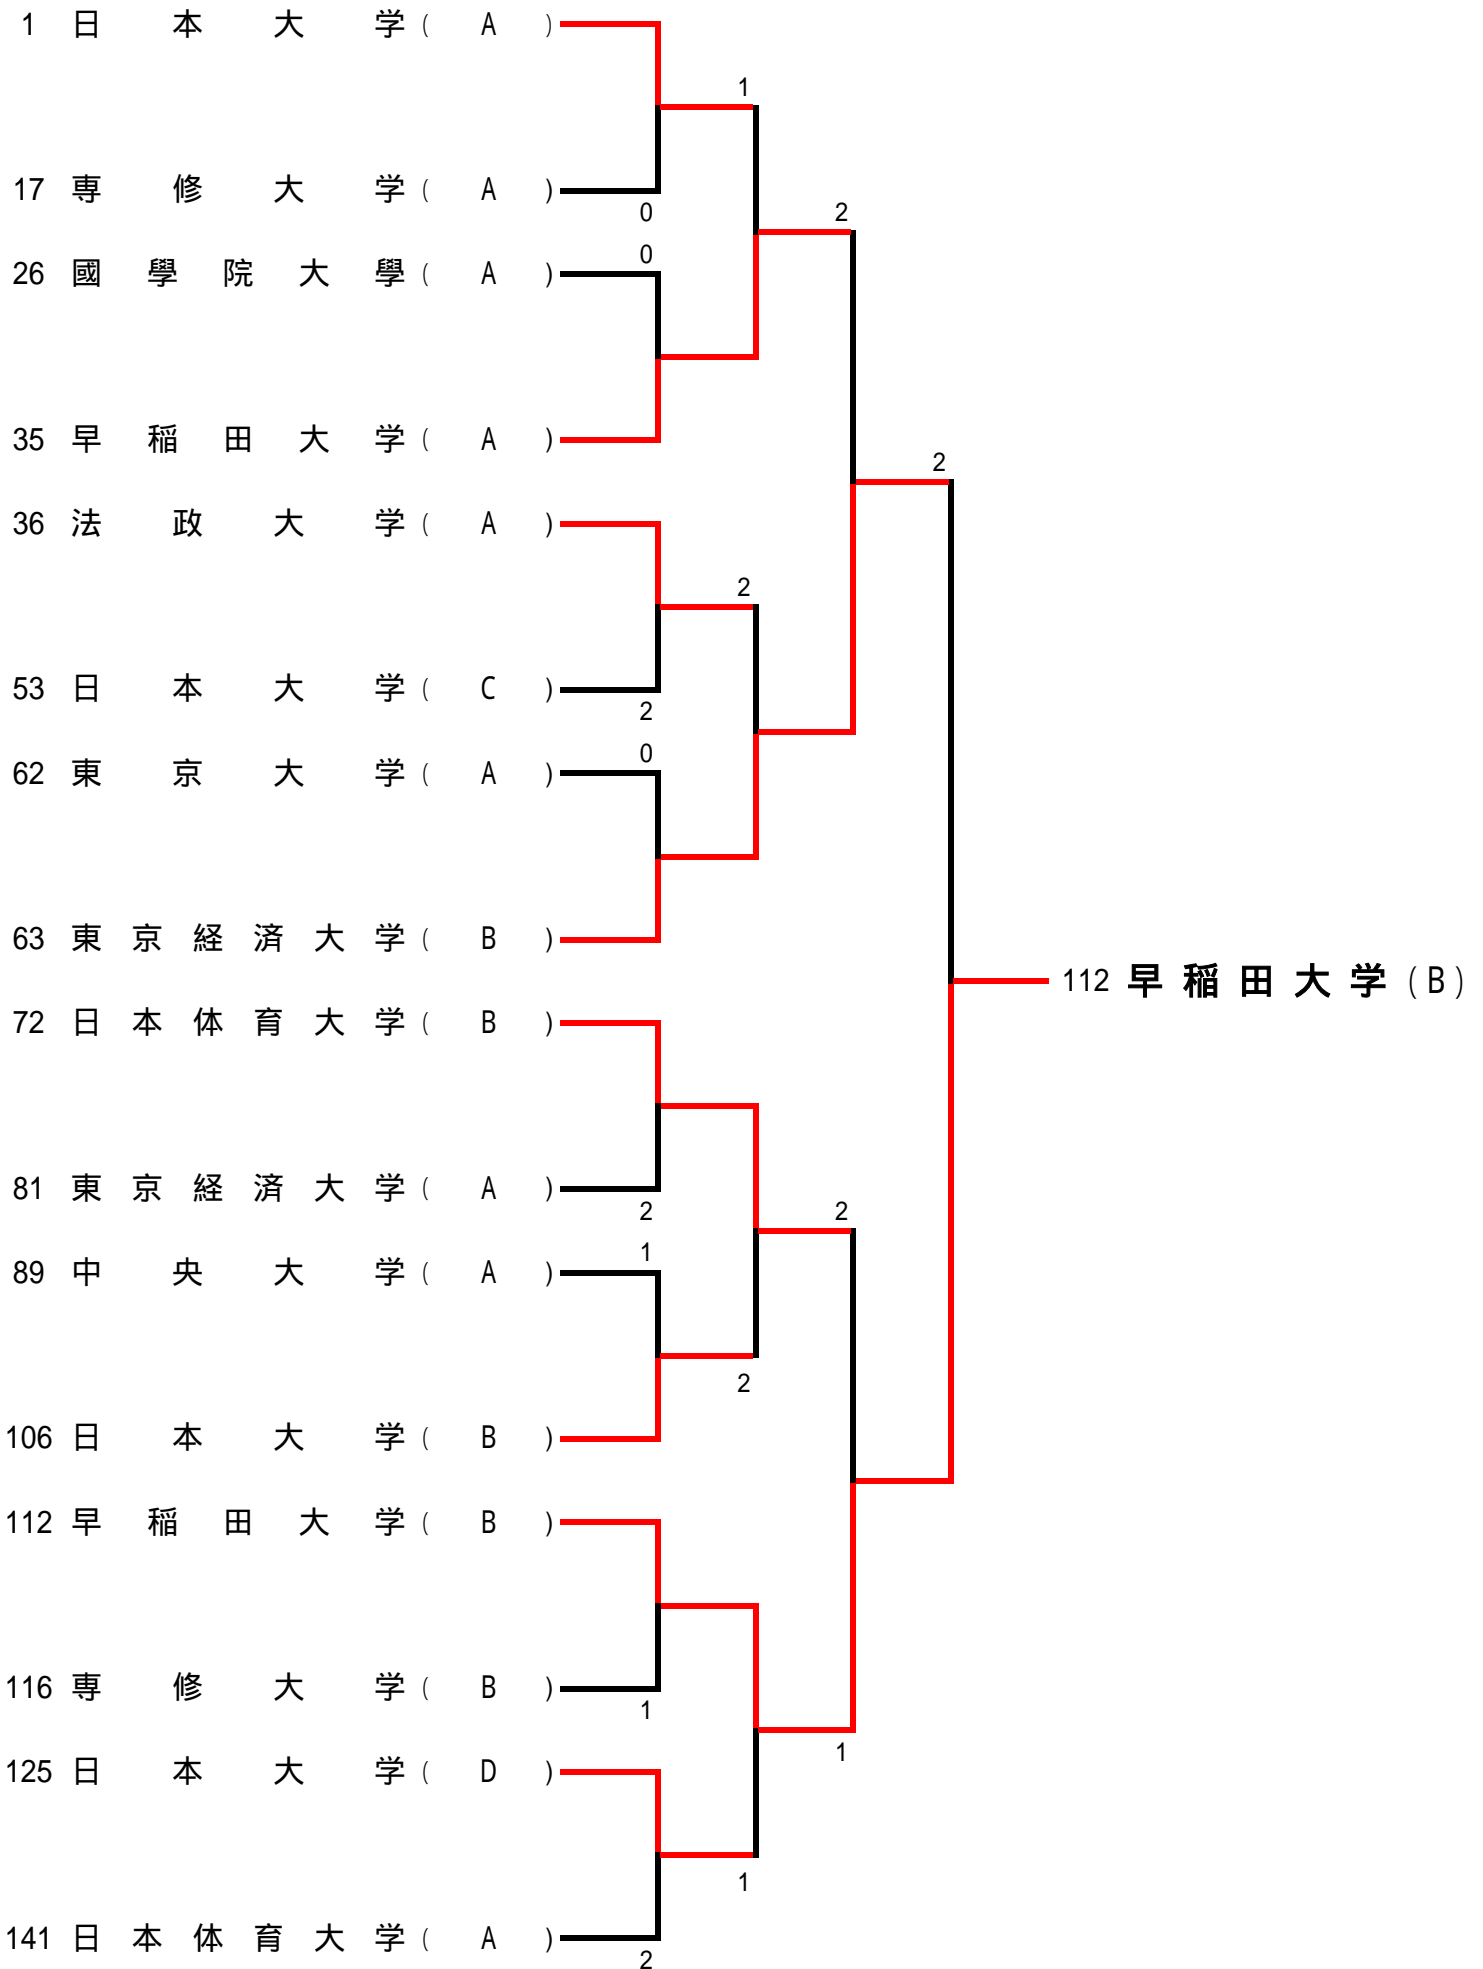 1 日本大学(A)
1
17 専修大学(A)
0
2
0
26 國學院大學(A)
35 早稲田大学(A)
2
36 法政大学(A)
2
53 日本大学(C)
2
0
62 東京大学(A)
63 東京経済大学(B)
112 早稲田大学(B)
72 日本体育大学(B)
81 東京経済大学(A)
2
2
1
89 中央大学(A)
2
106 日本大学(B)
112 早稲田大学(B)
116 専修大学(B)
1
1
125 日本大学(D)
1
141 日本体育大学(A)
2